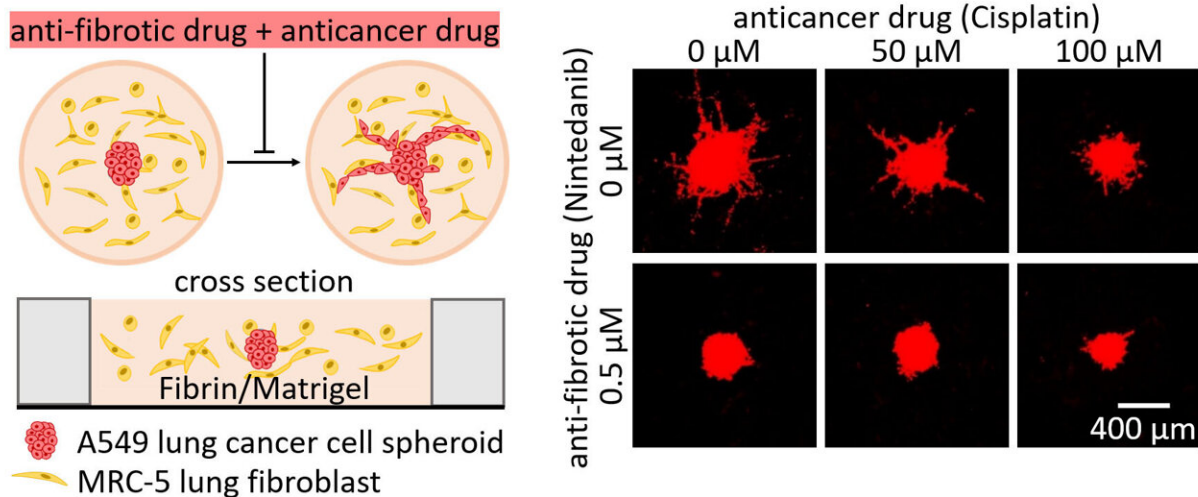 anti-fibrotic drug + anticancer drug
cross section
Fibrin/Matrigel
A549 lung cancer cell spheroid
MRC-5 lung fibroblast
anticancer drug (Cisplatin)
0 µM 50 µM 100 µM
anti-fibrotic drug (Nintedanib)
0 µM
0.5 µM
400 µm